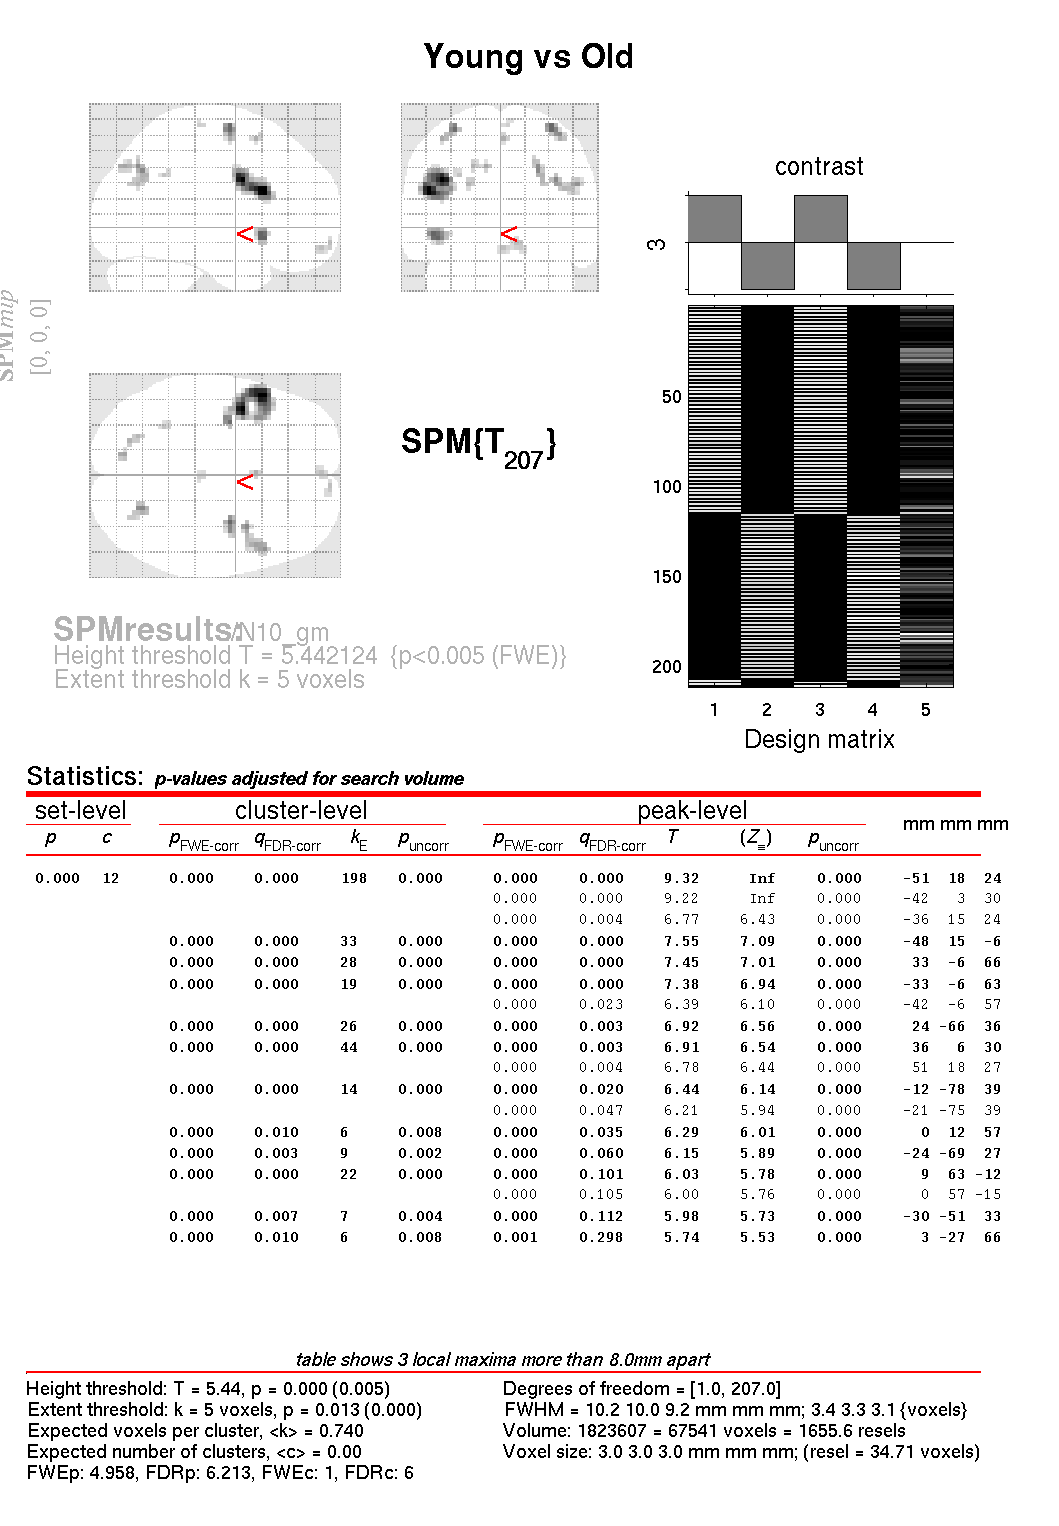 Young vs Old
contrast
3
SPMmip
[0, 0, 0]
<
<
<
SPM{T207}
50
100
150
200
1 2 3 4 5
Design matrix
SPMresults: ./N10_gm
Height threshold T = 5.442124 {p<0.005 (FWE)}
Extent threshold k = 5 voxels
Statistics: p-values adjusted for search volume
set-level cluster-level peak-level
p c pFWE-corr qFDR-corr kE puncorr pFWE-corr qFDR-corr T (Z≡) puncorr mm mm mm
0.000 12 0.000 0.000 198 0.000 0.000 0.000 9.32 Inf 0.000 -51 18 24
0.000 0.000 9.22 Inf 0.000 -42 3 30
0.000 0.004 6.77 6.43 0.000 -36 15 24
0.000 0.000 33 0.000 0.000 0.000 7.55 7.09 0.000 -48 15 -6
0.000 0.000 28 0.000 0.000 0.000 7.45 7.01 0.000 33 -6 66
0.000 0.000 19 0.000 0.000 0.000 7.38 6.94 0.000 -33 -6 63
0.000 0.023 6.39 6.10 0.000 -42 -6 57
0.000 0.000 26 0.000 0.000 0.003 6.92 6.56 0.000 24 -66 36
0.000 0.000 44 0.000 0.000 0.003 6.91 6.54 0.000 36 6 30
0.000 0.004 6.78 6.44 0.000 51 18 27
0.000 0.000 14 0.000 0.000 0.020 6.44 6.14 0.000 -12 -78 39
0.000 0.047 6.21 5.94 0.000 -21 -75 39
0.000 0.010 6 0.008 0.000 0.035 6.29 6.01 0.000 0 12 57
0.000 0.003 9 0.002 0.000 0.060 6.15 5.89 0.000 -24 -69 27
0.000 0.000 22 0.000 0.000 0.101 6.03 5.78 0.000 9 63 -12
0.000 0.105 6.00 5.76 0.000 0 57 -15
0.000 0.007 7 0.004 0.000 0.112 5.98 5.73 0.000 -30 -51 33
0.000 0.010 6 0.008 0.001 0.298 5.74 5.53 0.000 3 -27 66
table shows 3 local maxima more than 8.0mm apart
Height threshold: T = 5.44, p = 0.000 (0.005)
Extent threshold: k = 5 voxels, p = 0.013 (0.000)
Expected voxels per cluster, <k> = 0.740
Expected number of clusters, <c> = 0.00
FWEp: 4.958, FDRp: 6.213, FWEc: 1, FDRc: 6
Degrees of freedom = [1.0, 207.0]
FWHM = 10.2 10.0 9.2 mm mm mm; 3.4 3.3 3.1 {voxels}
Volume: 1823607 = 67541 voxels = 1655.6 resels
Voxel size: 3.0 3.0 3.0 mm mm mm; (resel = 34.71 voxels)